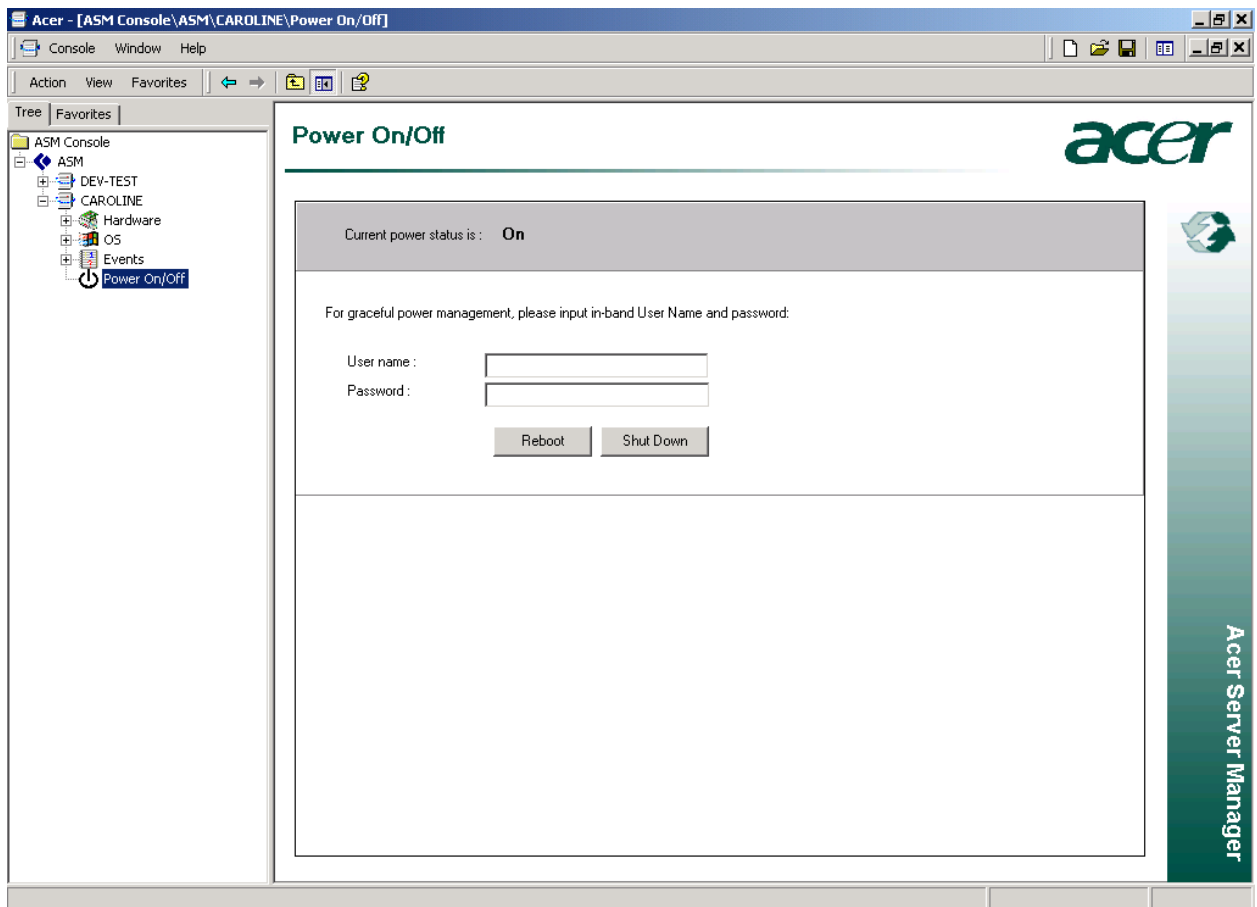 Acer - [ASM Console\ASM\CAROLINE\Power On/Off]
Console Window Help
Action View Favorites
Tree Favorites
ASM Console
ASM
DEV-TEST
CAROLINE
Hardware
OS
Events
Power On/Off
Power On/Off
acer
Current power status is : On
For graceful power management, please input in-band User Name and password:
User name :
Password :
Reboot Shut Down
Acer Server Manager